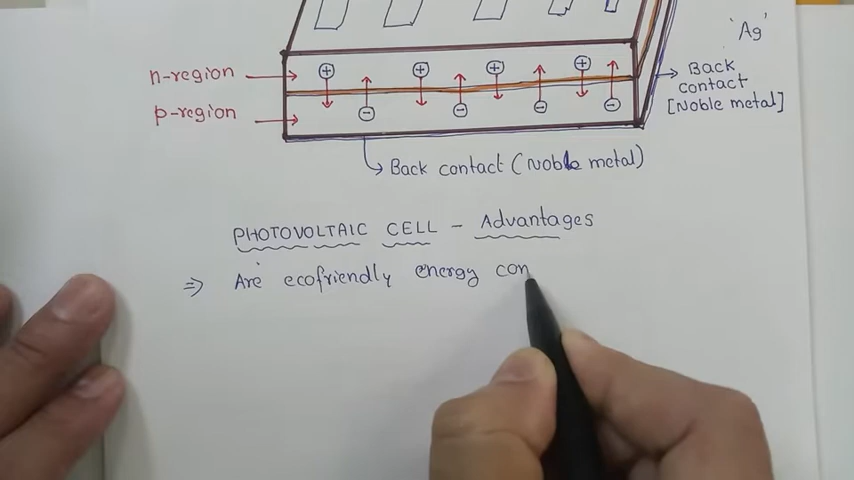 'Ag'
n-region
p-region
Back
contact
[Noble metal]
Back contact (Noble metal)
PHOTOVOLTAIC CELL - Advantages
⇒ Are ecofriendly energy con